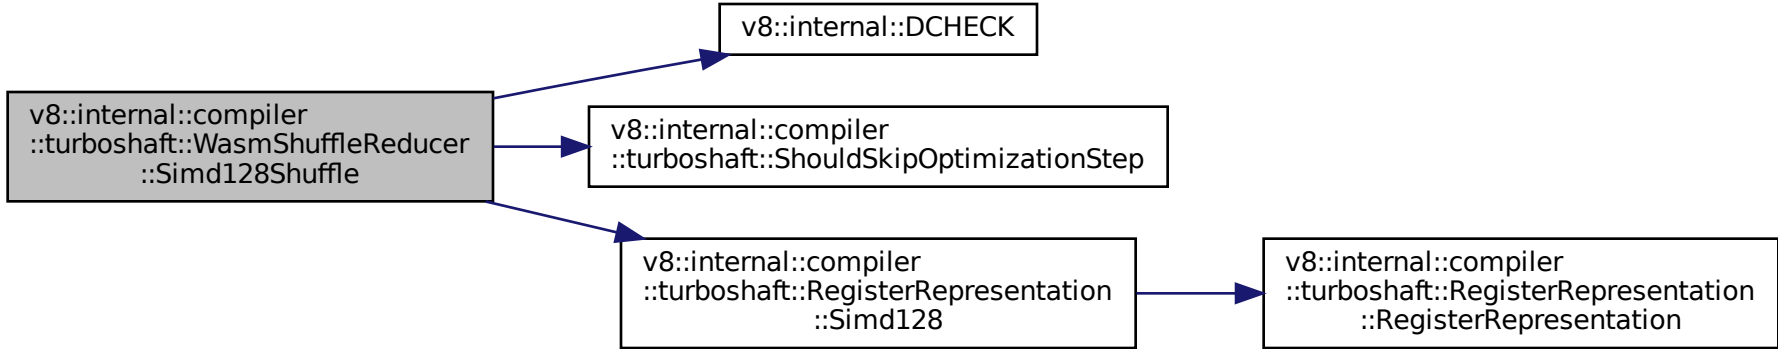 v8::internal::DCHECK
v8::internal::compiler
::turboshaft::WasmShuffleReducer
::Simd128Shuffle
v8::internal::compiler
::turboshaft::ShouldSkipOptimizationStep
v8::internal::compiler
::turboshaft::RegisterRepresentation
::Simd128
v8::internal::compiler
::turboshaft::RegisterRepresentation
::RegisterRepresentation